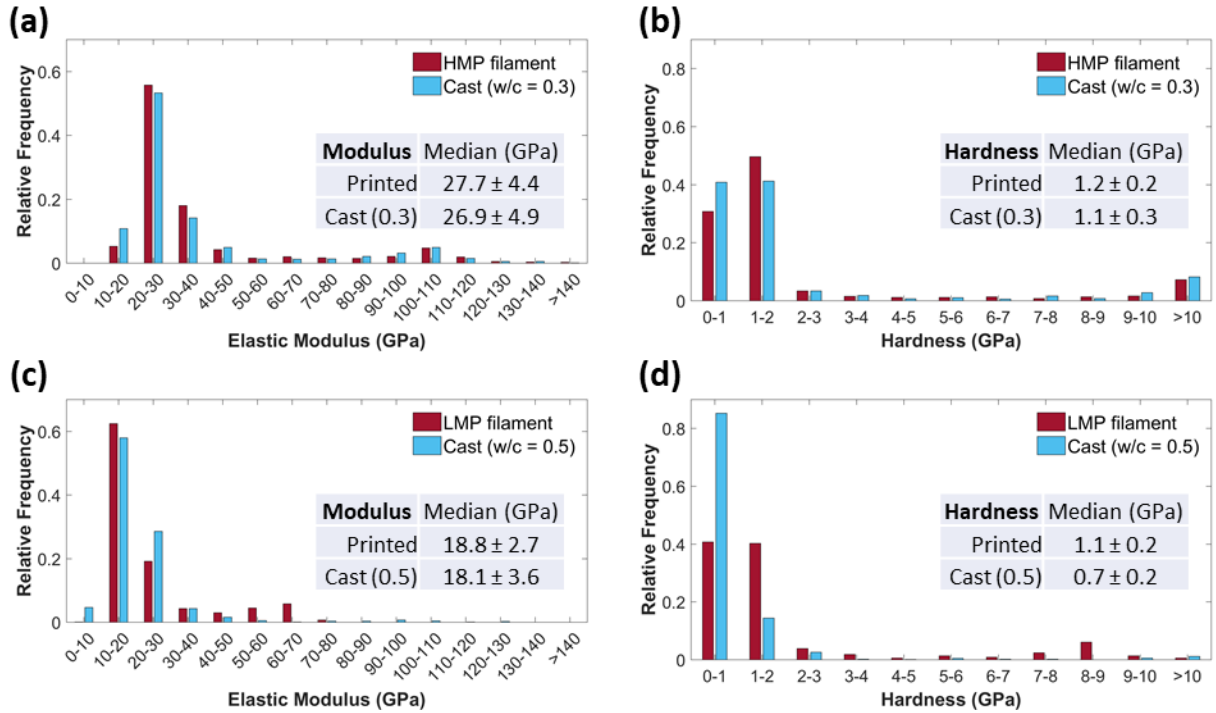 (a)
Relative Frequency
0.6
0.4
0.2
0
HMP filament
Cast (w/c = 0.3)
Modulus Median (GPa)
Printed 27.7 ± 4.4
Cast (0.3) 26.9 ± 4.9
0-10 10-20 20-30 30-40 40-50 50-60 60-70 70-80 80-90 90-100 100-110 110-120 120-130 130-140 >140
Elastic Modulus (GPa)
(b)
Relative Frequency
0.8
0.6
0.4
0.2
0
HMP filament
Cast (w/c = 0.3)
Hardness Median (GPa)
Printed 1.2 ± 0.2
Cast (0.3) 1.1 ± 0.3
0-1 1-2 2-3 3-4 4-5 5-6 6-7 7-8 8-9 9-10 >10
Hardness (GPa)
(c)
Relative Frequency
0.6
0.4
0.2
0
LMP filament
Cast (w/c = 0.5)
Modulus Median (GPa)
Printed 18.8 ± 2.7
Cast (0.5) 18.1 ± 3.6
0-10 10-20 20-30 30-40 40-50 50-60 60-70 70-80 80-90 90-100 100-110 110-120 120-130 130-140 >140
Elastic Modulus (GPa)
(d)
Relative Frequency
0.8
0.6
0.4
0.2
0
LMP filament
Cast (w/c = 0.5)
Hardness Median (GPa)
Printed 1.1 ± 0.2
Cast (0.5) 0.7 ± 0.2
0-1 1-2 2-3 3-4 4-5 5-6 6-7 7-8 8-9 9-10 >10
Hardness (GPa)